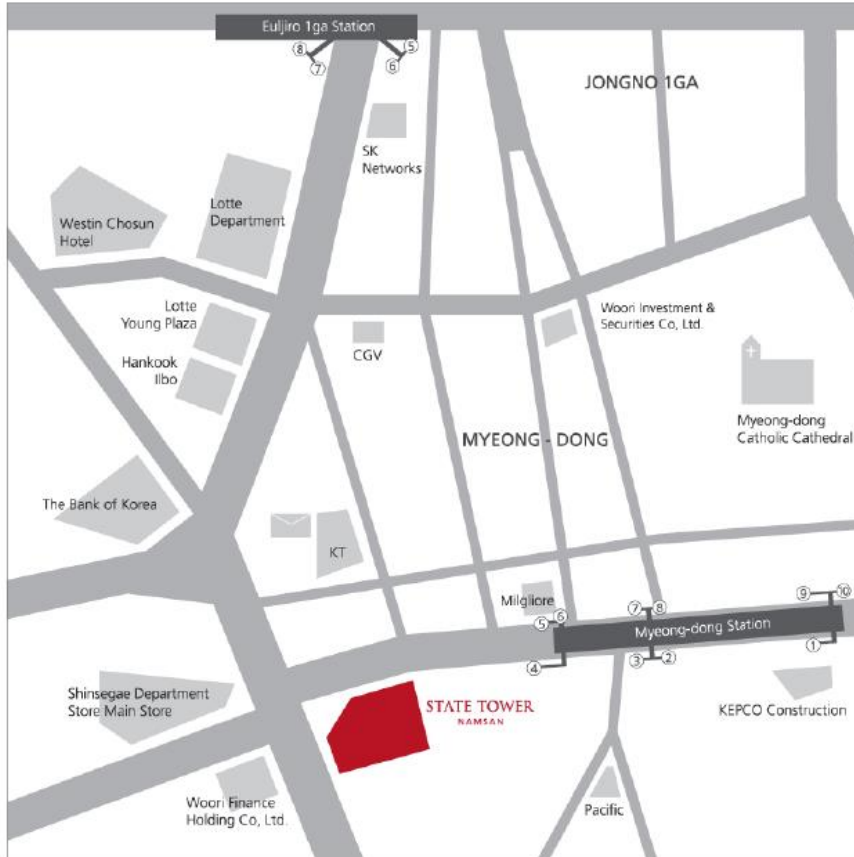 Euljiro 1ga Station
⑧
⑦
⑤
⑥
JONGNO 1GA
SK
Networks
Lotte
Department
Westin Chosun
Hotel
Lotte
Young Plaza
Woori Investment &
Securities Co, Ltd.
CGV
Hankook
Ilbo
Myeong-dong
Catholic Cathedral
MYEONG - DONG
The Bank of Korea
KT
Milgliore
⑤
⑥
⑦
⑧
⑨
⑩
Myeong-dong Station
④
③
②
①
Shinsegae Department
Store Main Store
STATE TOWER
NAMSAN
KEPCO Construction
Woori Finance
Holding Co, Ltd.
Pacific